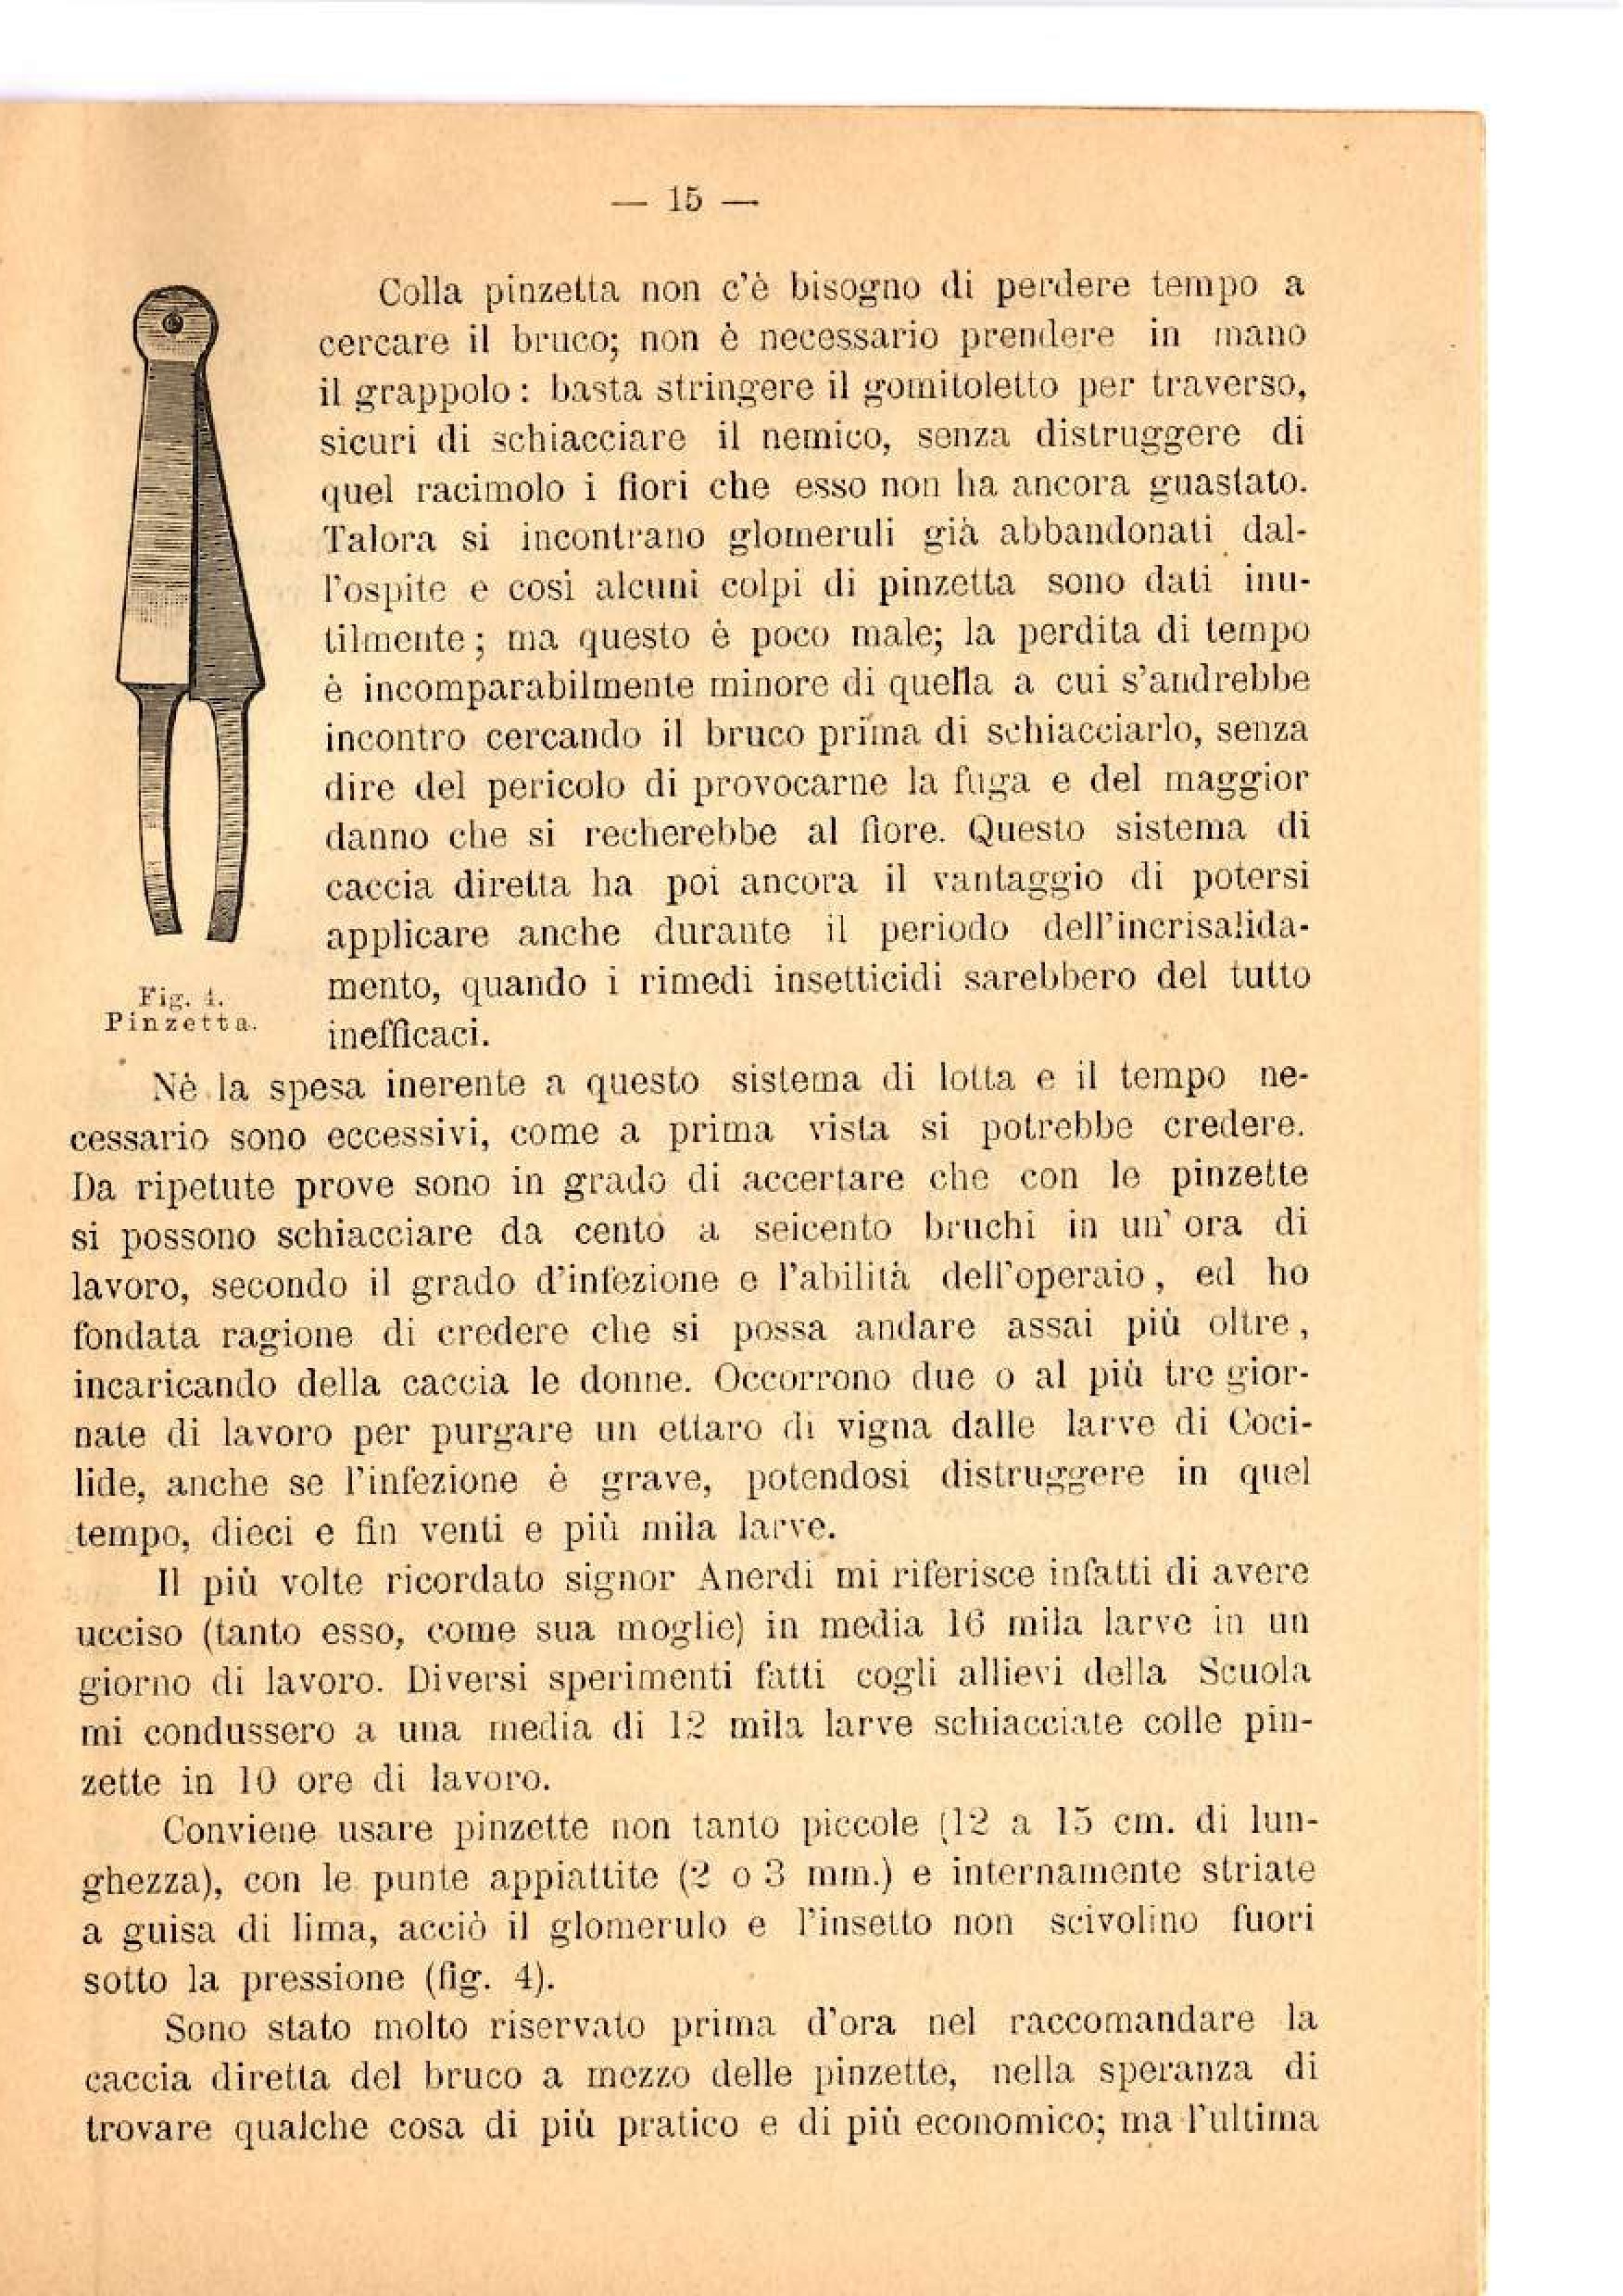 — 15 —
Colla pinzetta non c'è bisogno di perdere tempo a
cercare il bruco; non è necessario prendere in mano
il grappolo: basta stringere il gomitoletto per traverso,
sicuri di schiacciare il nemico, senza distruggere di
quel racimolo i fiori che esso non ha ancora guastato.
Talora si incontrano glomeruli già abbandonati dal-
l'ospite e così alcuni colpi di pinzetta sono dati inu-
tilmente; ma questo è poco male; la perdita di tempo
è incomparabilmente minore di quella a cui s'andrebbe
incontro cercando il bruco prima di schiacciarlo, senza
dire del pericolo di provocarne la fuga e del maggior
danno che si recherebbe al fiore. Questo sistema di
caccia diretta ha poi ancora il vantaggio di potersi
applicare anche durante il periodo dell'incrisalida-
mento, quando i rimedi insetticidi sarebbero del tutto
inefficaci.
Fig. 4.
Pinzetta.
Nè la spesa inerente a questo sistema di lotta e il tempo ne-
cessario sono eccessivi, come a prima vista si potrebbe credere.
Da ripetute prove sono in grado di accertare che con le pinzette
si possono schiacciare da cento a seicento bruchi in un' ora di
lavoro, secondo il grado d'infezione e l'abilità dell'operaio, ed ho
fondata ragione di credere che si possa andare assai più oltre,
incaricando della caccia le donne. Occorrono due o al più tre gior-
nate di lavoro per purgare un ettaro di vigna dalle larve di Coci-
lide, anche se l'infezione è grave, potendosi distruggere in quel
tempo, dieci e fin venti e più mila larve.
Il più volte ricordato signor Anerdi mi riferisce infatti di avere
ucciso (tanto esso, come sua moglie) in media 16 mila larve in un
giorno di lavoro. Diversi sperimenti fatti cogli allievi della Scuola
mi condussero a una media di 12 mila larve schiacciate colle pin-
zette in 10 ore di lavoro.
Conviene usare pinzette non tanto piccole (12 a 15 cm. di lun-
ghezza), con le punte appiattite (2 o 3 mm.) e internamente striate
a guisa di lima, acciò il glomerulo e l'insetto non scivolino fuori
sotto la pressione (fig. 4).
Sono stato molto riservato prima d'ora nel raccomandare la
caccia diretta del bruco a mezzo delle pinzette, nella speranza di
trovare qualche cosa di più pratico e di più economico; ma l'ultima